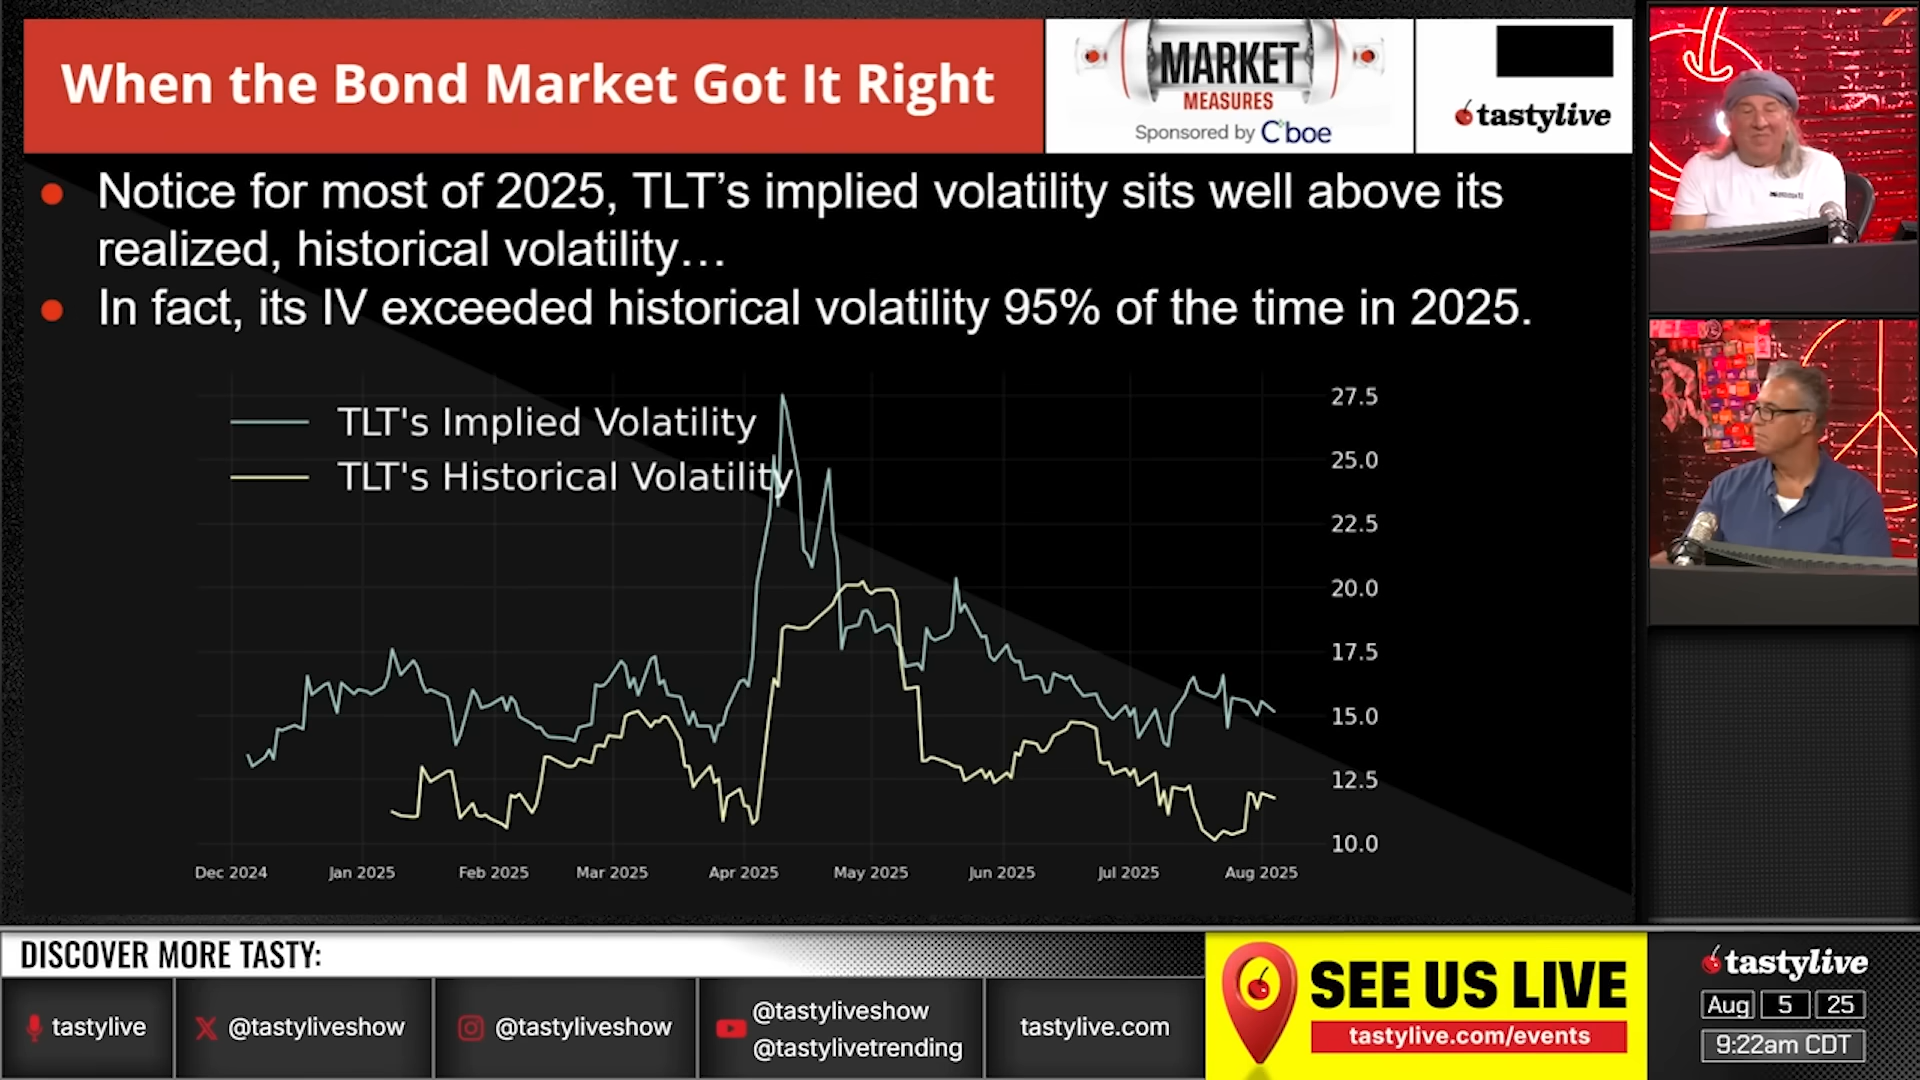 When the Bond Market Got It Right
MARKET
MEASURES
Sponsored by Cboe
tastylive
Notice for most of 2025, TLT’s implied volatility sits well above its
realized, historical volatility…
In fact, its IV exceeded historical volatility 95% of the time in 2025.
TLT's Implied Volatility
TLT's Historical Volatility
27.5
25.0
22.5
20.0
17.5
15.0
12.5
10.0
Dec 2024 Jan 2025 Feb 2025 Mar 2025 Apr 2025 May 2025 Jun 2025 Jul 2025 Aug 2025
DISCOVER MORE TASTY:
tastylive
@tastyliveshow
@tastyliveshow
@tastyliveshow
@tastylivetrending
tastylive.com
SEE US LIVE
tastylive.com/events
tastylive
Aug 5 25
9:22am CDT